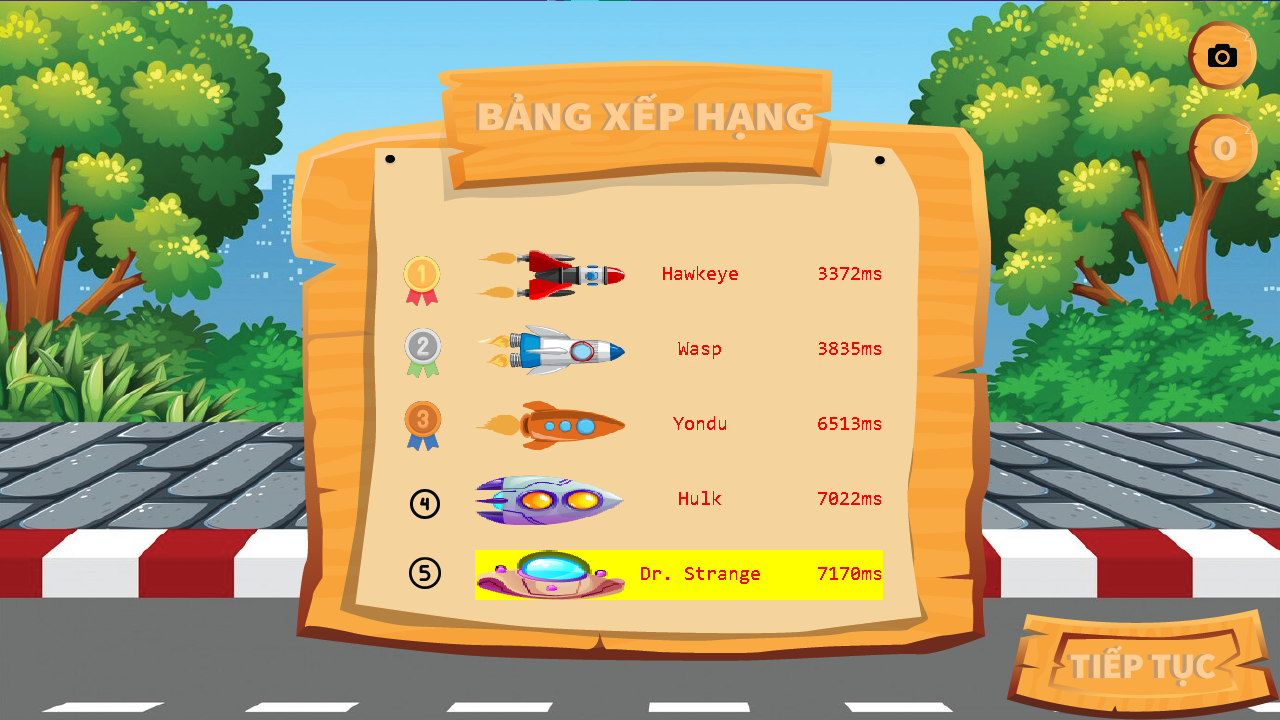 BẢNG XẾP HẠNG
0
1 Hawkeye 3372ms
2 Wasp 3835ms
3 Yondu 6513ms
4 Hulk 7022ms
5 Dr. Strange 7170ms
TIẾP TỤC